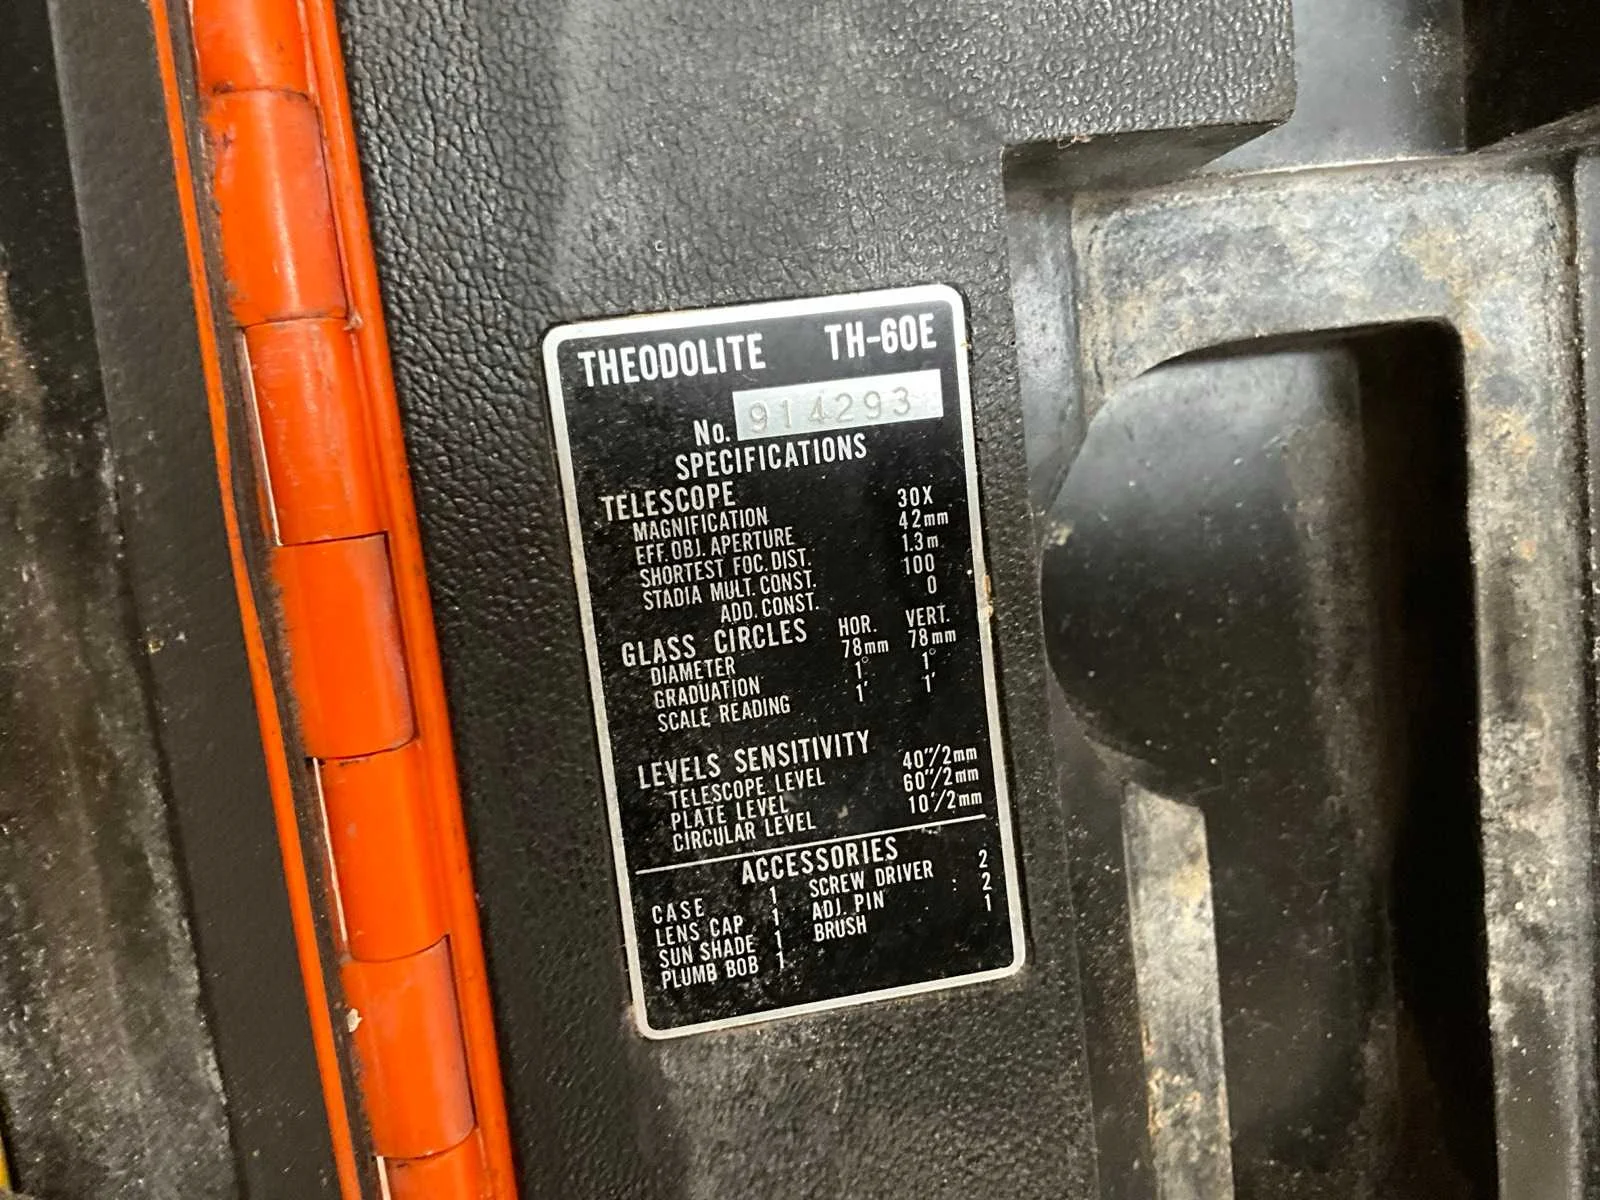 THEODOLITE TH-60E
No. 914293
SPECIFICATIONS
TELESCOPE
MAGNIFICATION 30X
EFF. OBJ. APERTURE 42mm
SHORTEST FOC. DIST. 1.3m
STADIA MULT. CONST. 100
ADD. CONST. 0
GLASS CIRCLES HOR. VERT.
DIAMETER 78mm 78mm
GRADUATION 1° 1°
SCALE READING 1' 1'
LEVELS SENSITIVITY
TELESCOPE LEVEL 40"/2mm
PLATE LEVEL 60"/2mm
CIRCULAR LEVEL 10'/2mm
ACCESSORIES
CASE 1 SCREW DRIVER 2
LENS CAP 1 ADJ. PIN 2
SUN SHADE 1 BRUSH 1
PLUMB BOB 1